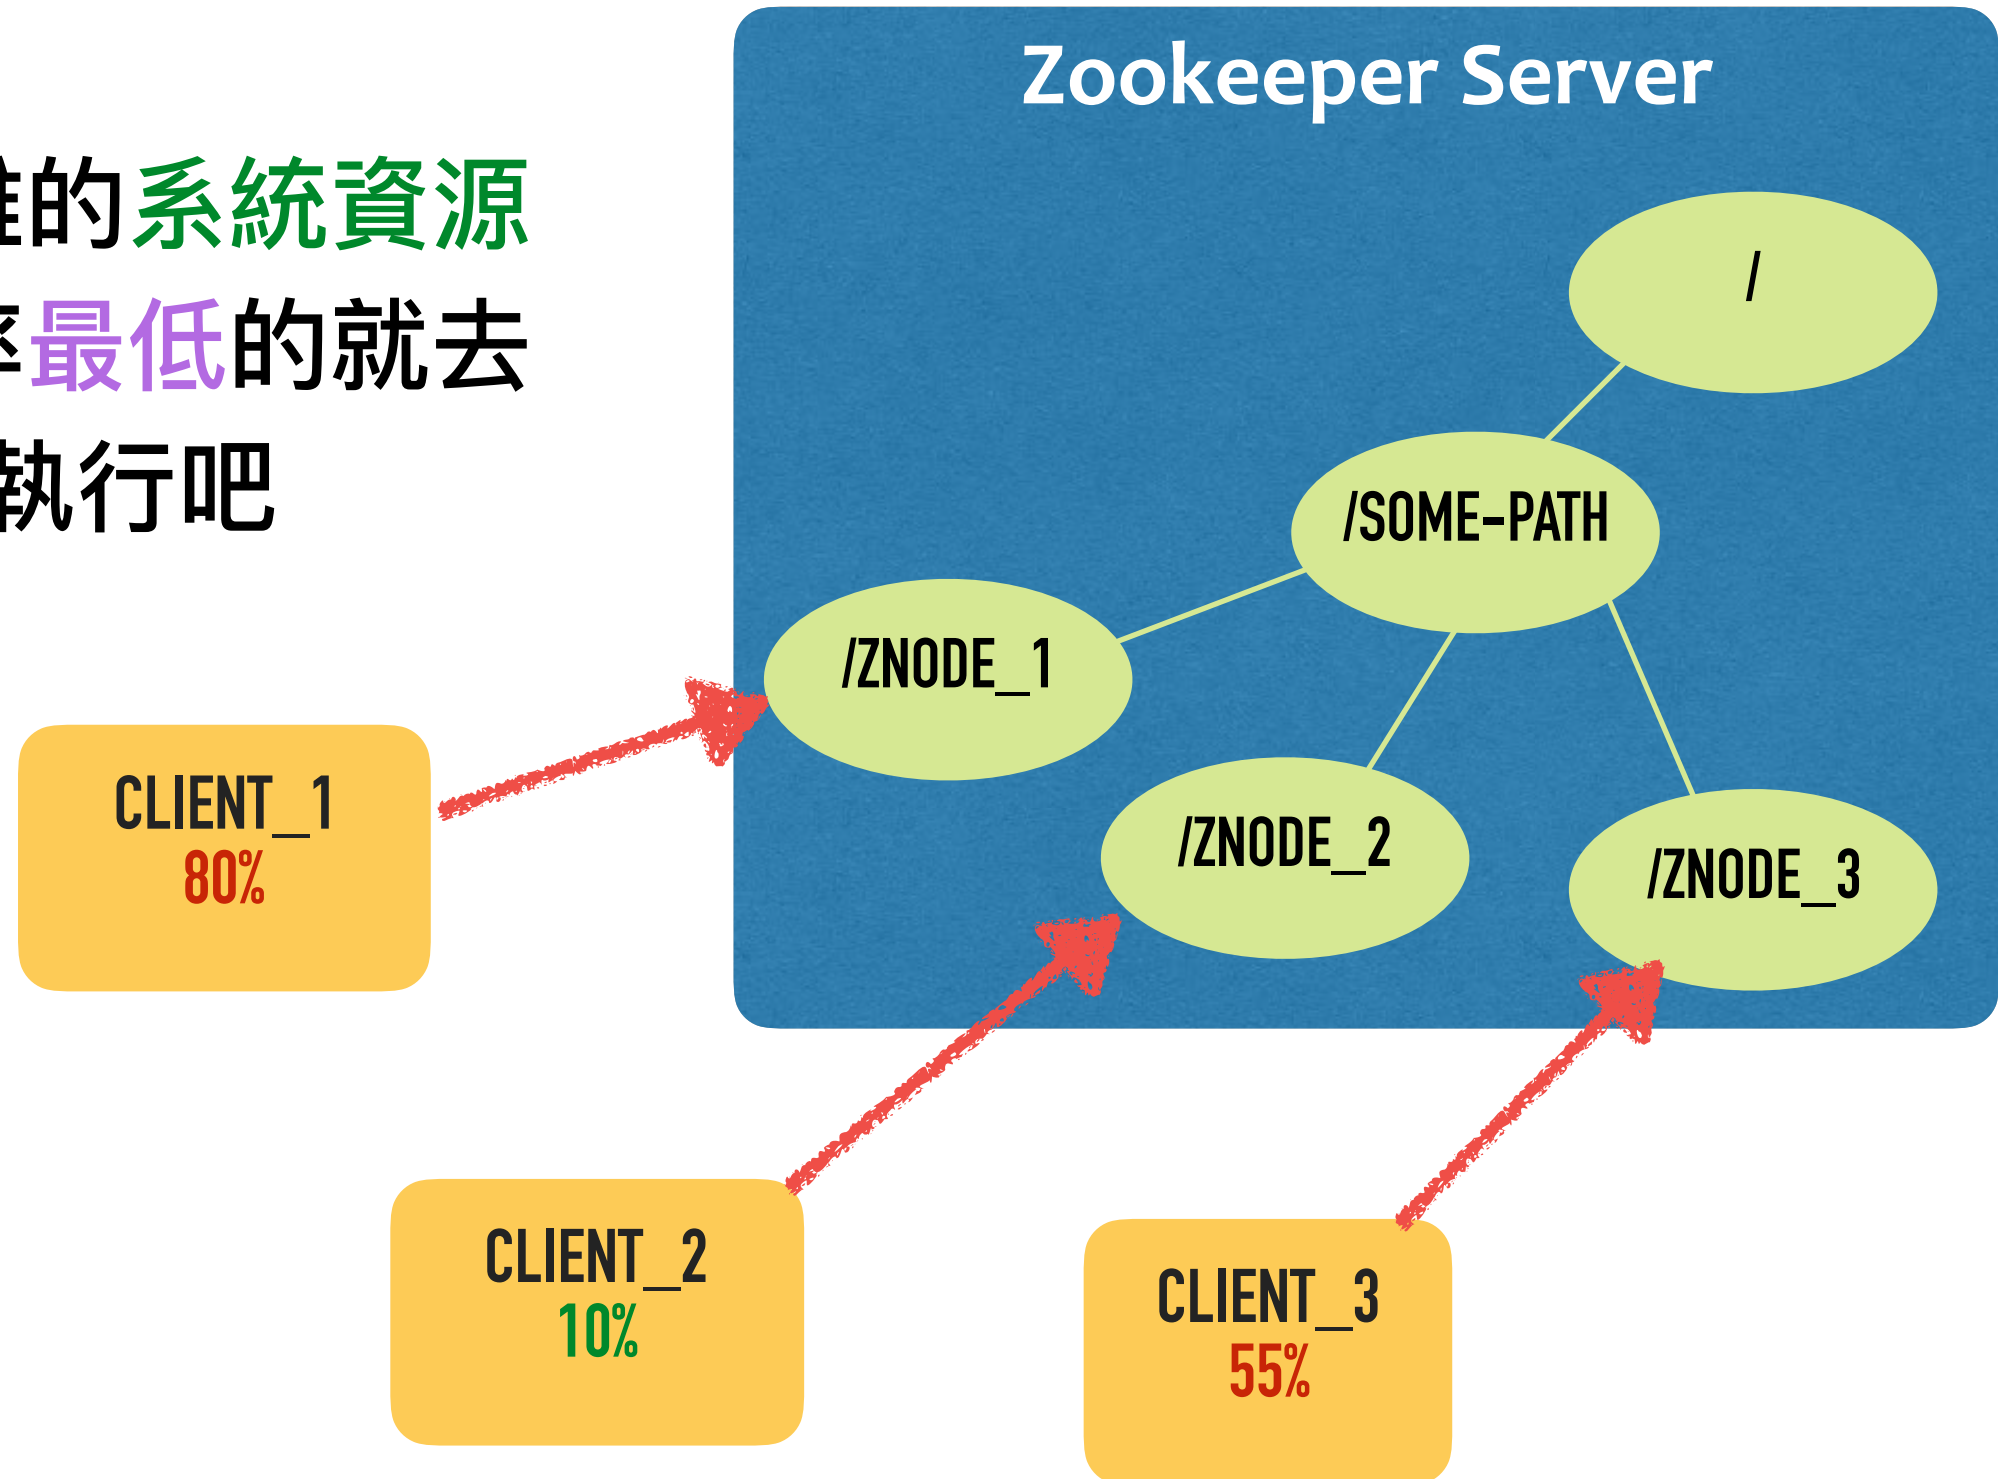 Zookeeper Server
的系統資源
最低的就去
執行吧
/
/SOME-PATH
/ZNODE_1
/ZNODE_2
/ZNODE_3
CLIENT_1
80%
CLIENT_2
10%
CLIENT_3
55%